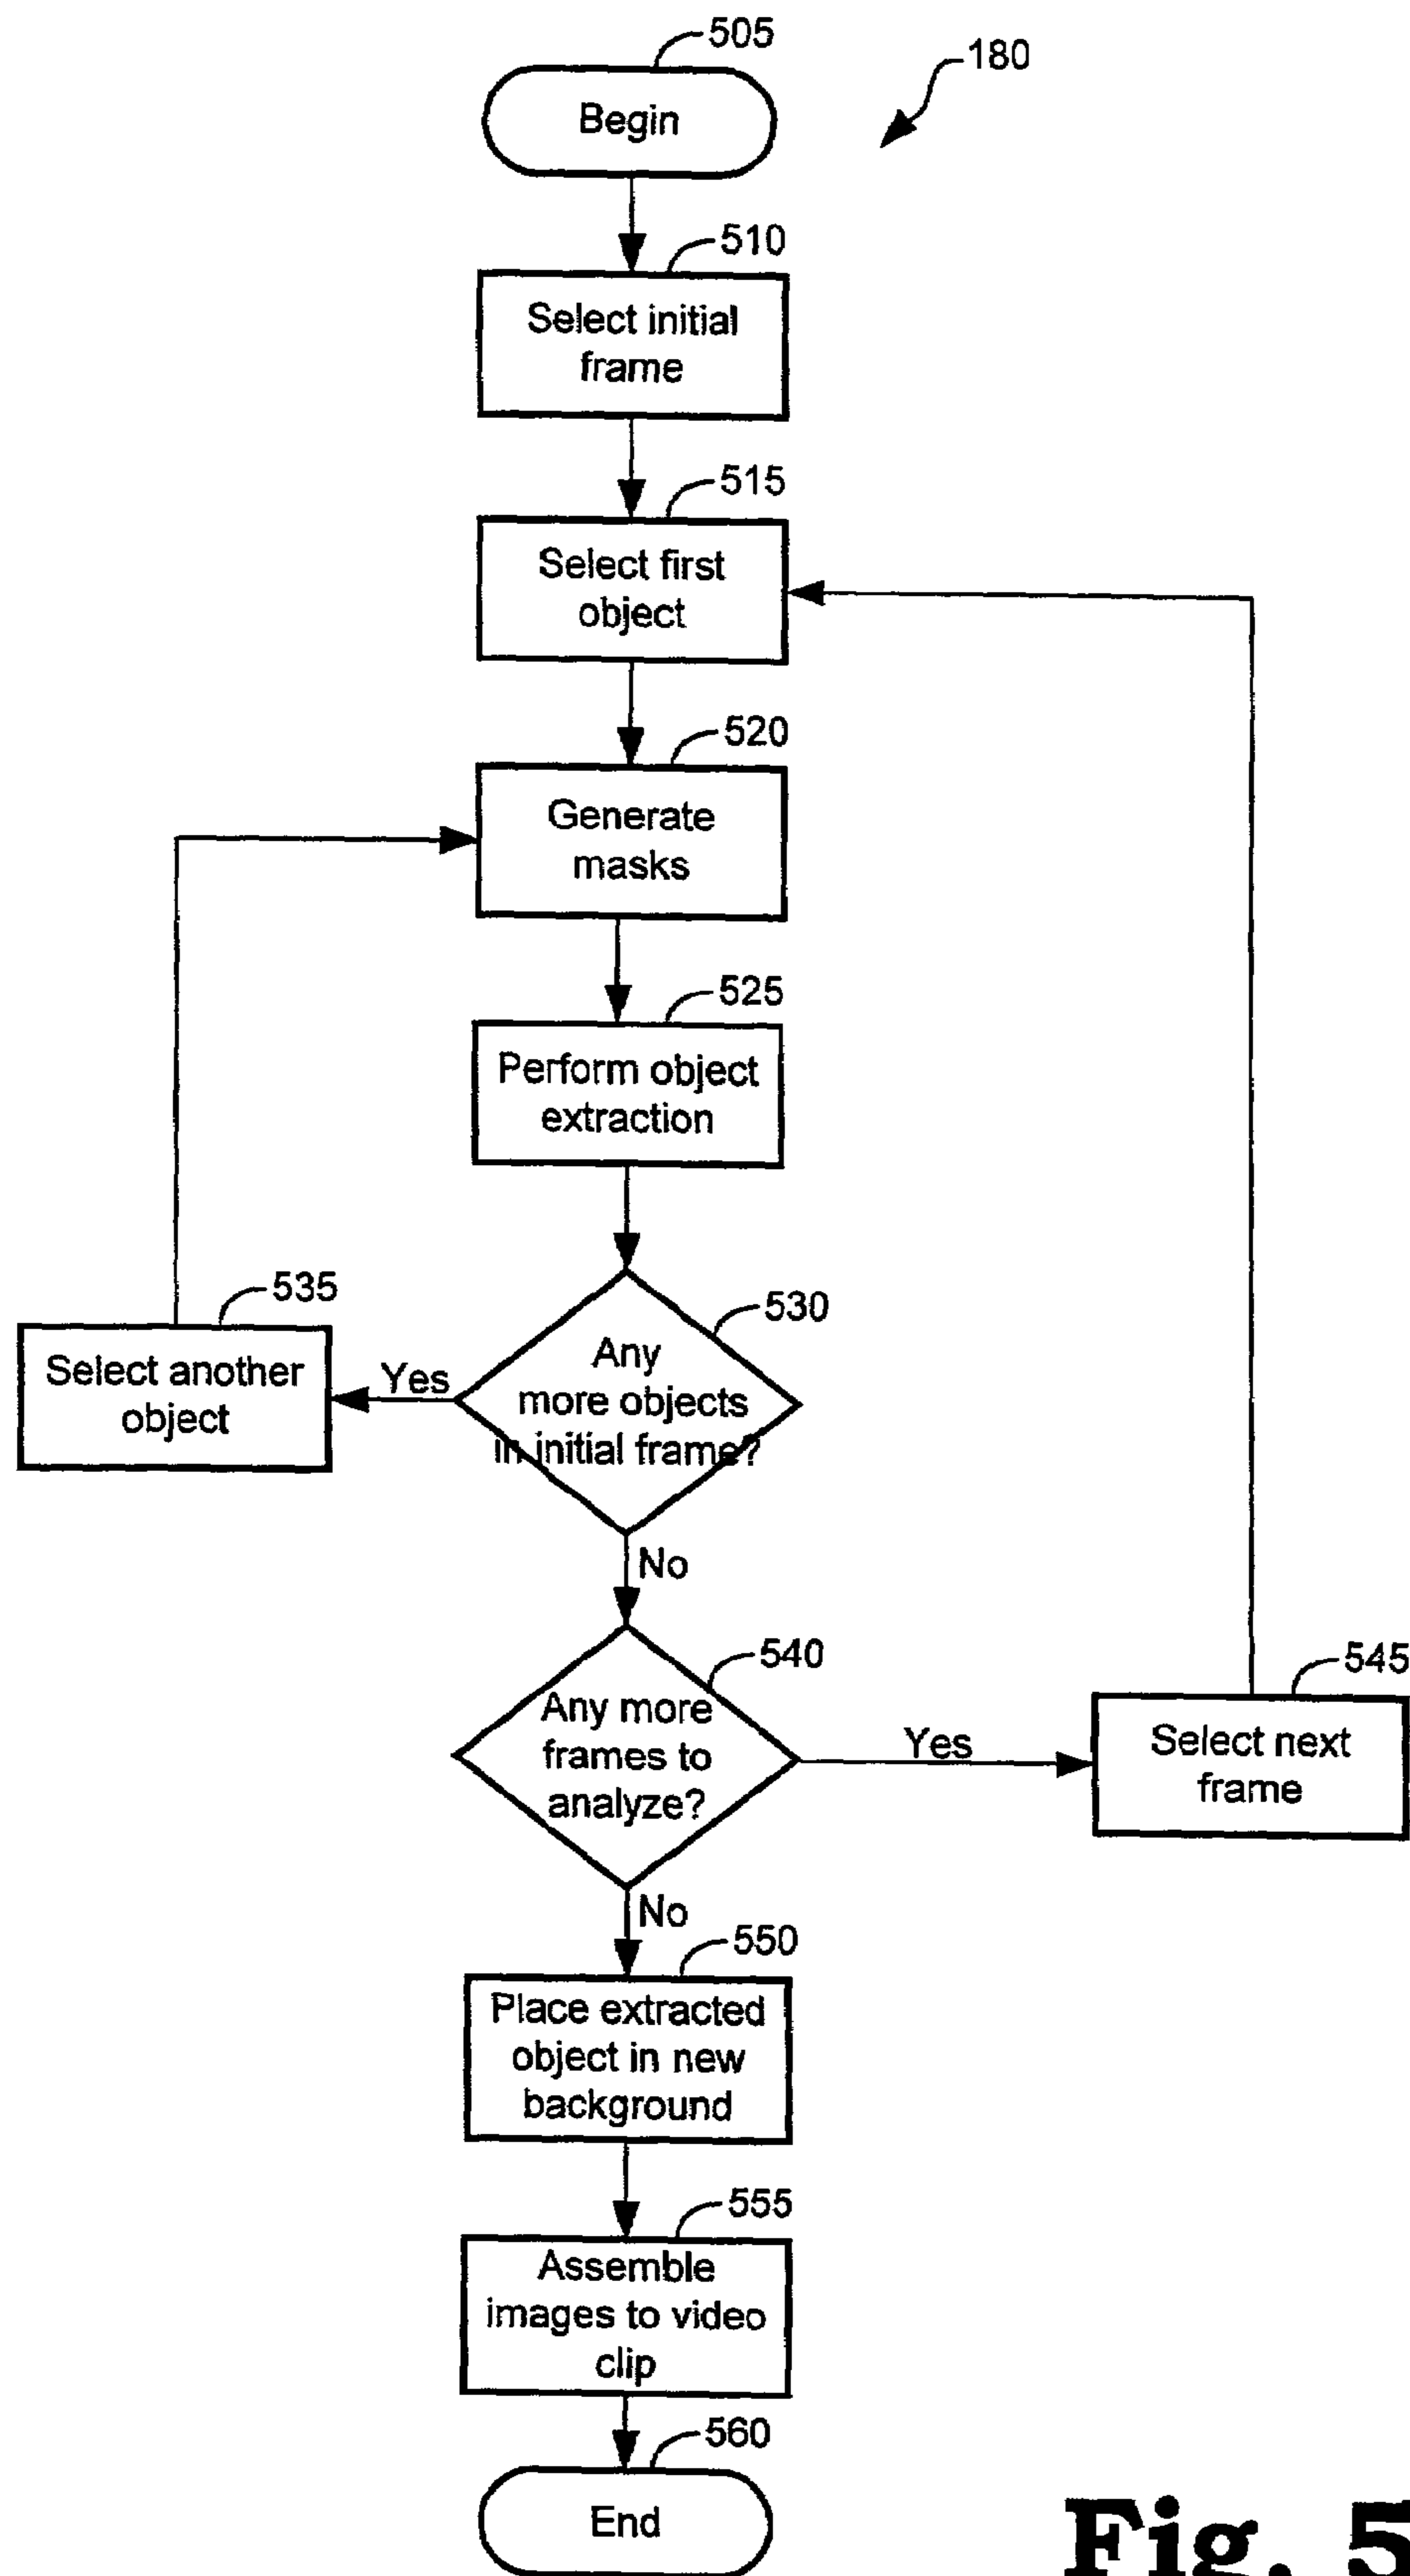 505
180
Begin
510
Select initial
frame
515
Select first
object
520
Generate
masks
525
Perform object
extraction
535
530
Select another
object
Yes
Any
more objects
in initial frame?
No
540
545
Any more
frames to
analyze?
Yes
Select next
frame
No
550
Place extracted
object in new
background
555
Assemble
images to video
clip
560
End
Fig. 5